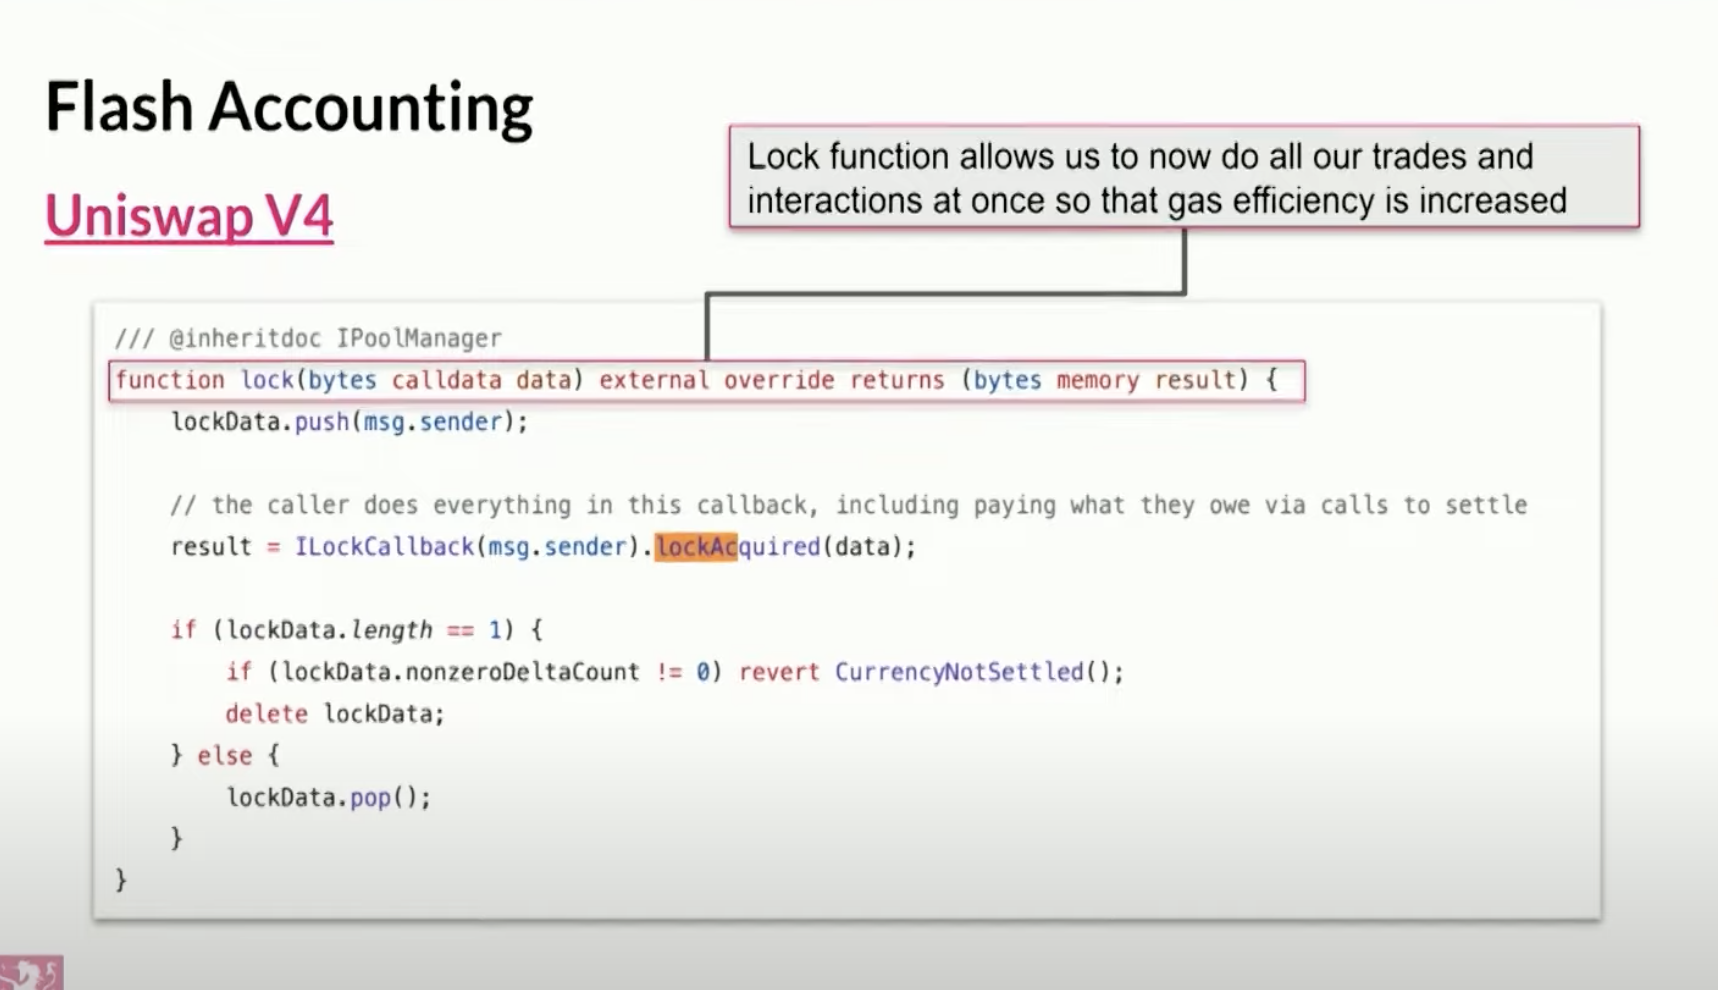 Flash Accounting
Uniswap V4
Lock function allows us to now do all our trades and
interactions at once so that gas efficiency is increased
/// @inheritdoc IPoolManager
function lock(bytes calldata data) external override returns (bytes memory result) {
lockData.push(msg.sender);
// the caller does everything in this callback, including paying what they owe via calls to settle
result = ILockCallback(msg.sender).lockAcquired(data);
if (lockData.length == 1) {
if (lockData.nonzeroDeltaCount != 0) revert CurrencyNotSettled();
delete lockData;
} else {
lockData.pop();
}
}